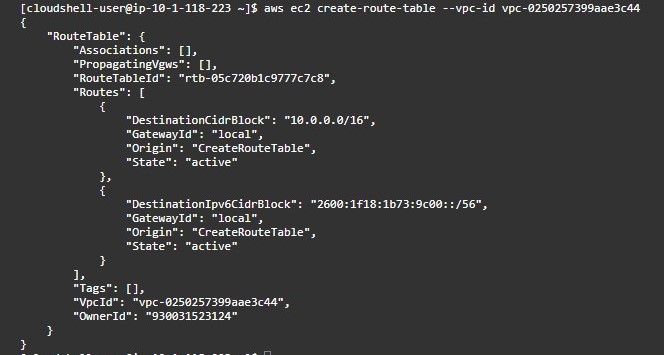 [cloudshell-user@ip-10-1-118-223 ~]$ aws ec2 create-route-table --vpc-id vpc-0250257399aae3c44
{
    "RouteTable": {
        "Associations": [],
        "PropagatingVgws": [],
        "RouteTableId": "rtb-05c720b1c9777c7c8",
        "Routes": [
            {
                "DestinationCidrBlock": "10.0.0.0/16",
                "GatewayId": "local",
                "Origin": "CreateRouteTable",
                "State": "active"
            },
            {
                "DestinationIpv6CidrBlock": "2600:1f18:1b73:9c00::/56",
                "GatewayId": "local",
                "Origin": "CreateRouteTable",
                "State": "active"
            }
        ],
        "Tags": [],
        "VpcId": "vpc-0250257399aae3c44",
        "OwnerId": "930031523124"
    }
}